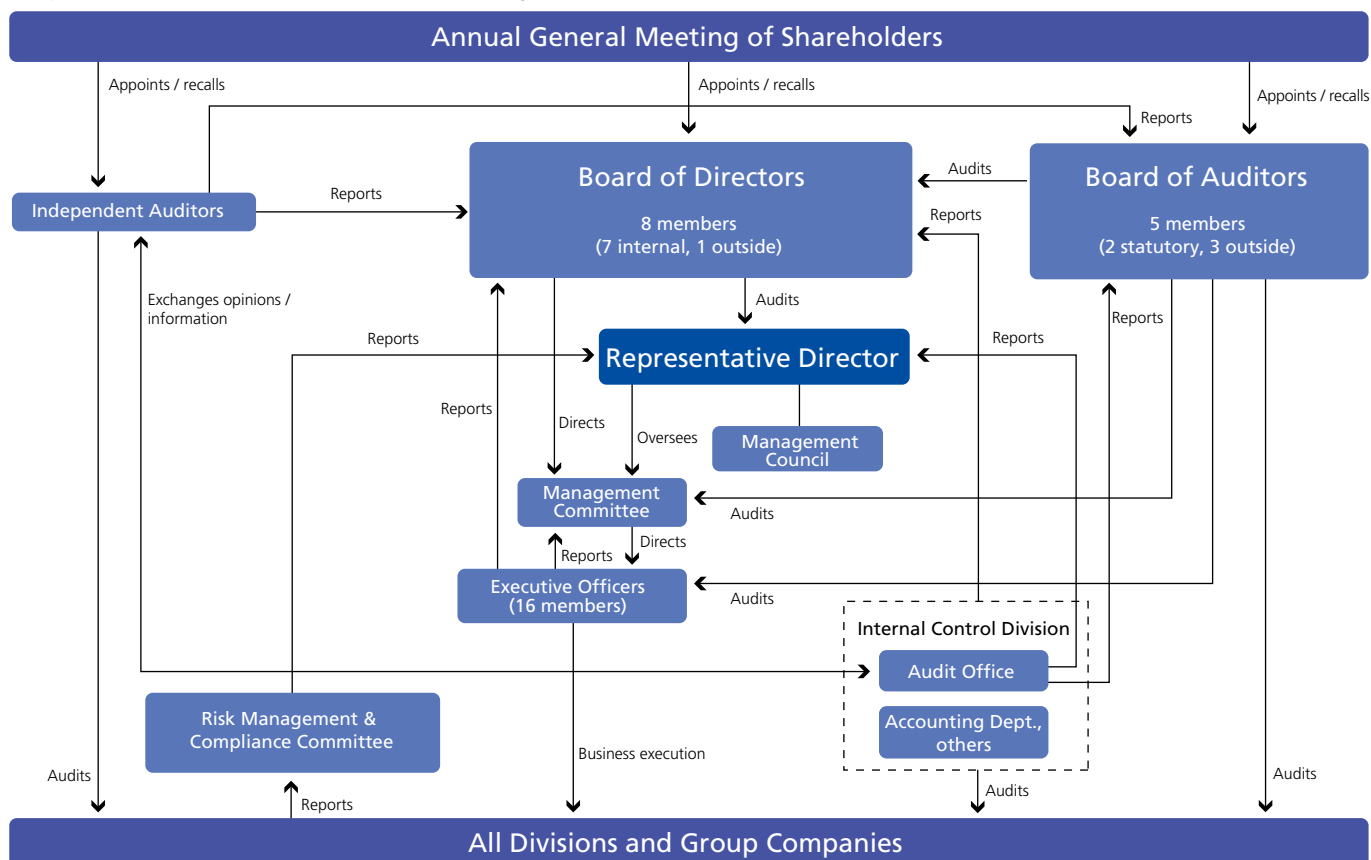 Annual General Meeting of Shareholders
Appoints / recalls
Appoints / recalls
Appoints / recalls
Reports
Independent Auditors
Reports
Board of Directors
8 members
(7 internal, 1 outside)
Audits
Board of Auditors
5 members
(2 statutory, 3 outside)
Reports
Exchanges opinions /
information
Audits
Reports
Reports
Representative Director
Reports
Reports
Directs
Oversees
Management
Council
Management
Committee
Audits
Reports
Directs
Executive Officers
(16 members)
Audits
Internal Control Division
Audit Office
Accounting Dept.,
others
Risk Management &
Compliance Committee
Business execution
Audits
Reports
Audits
Audits
All Divisions and Group Companies